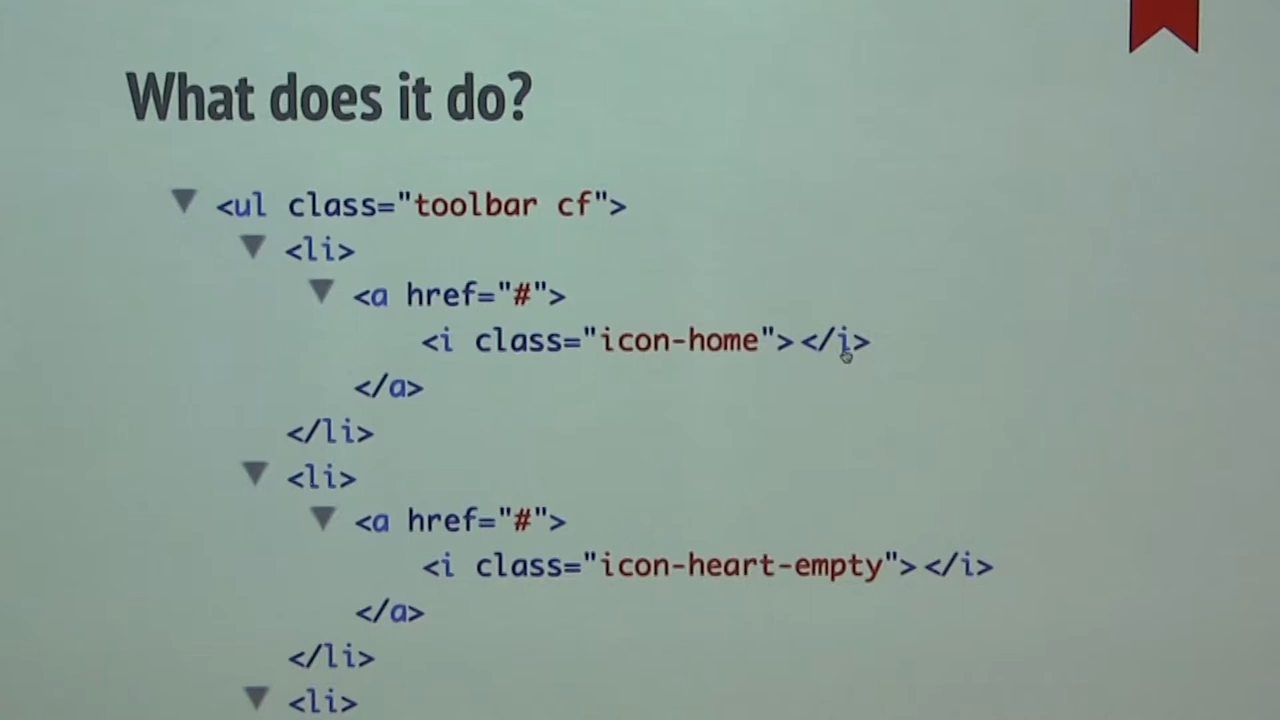 What does it do?
<ul class="toolbar cf">
<li>
<a href="#">
<i class="icon-home"></i>
</a>
</li>
<li>
<a href="#">
<i class="icon-heart-empty"></i>
</a>
</li>
<li>